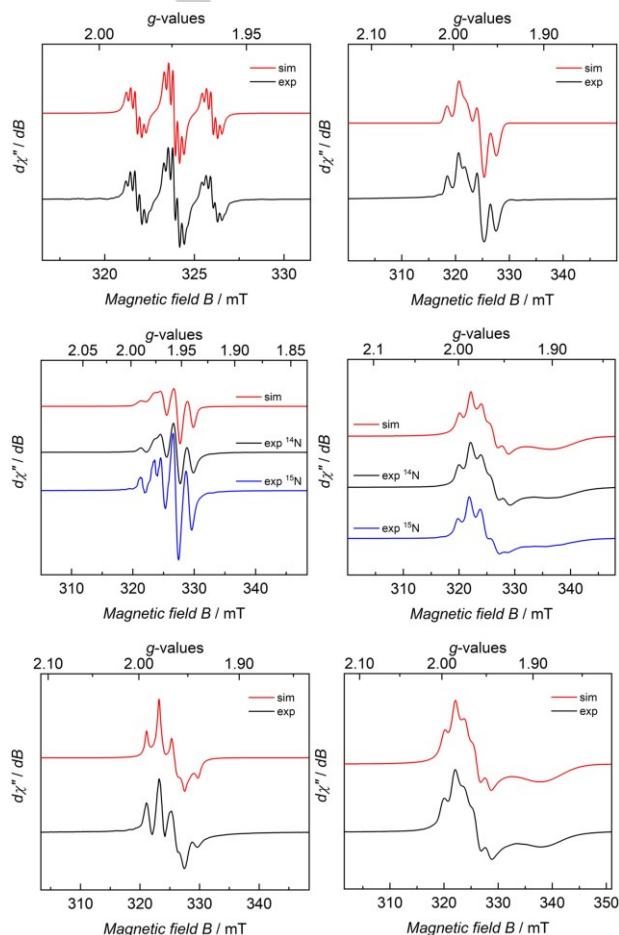 g-values
2.00 1.95
sim
exp
dχ" / dB
320 325 330
Magnetic field B / mT
g-values
2.10 2.00 1.90
sim
exp
dχ" / dB
310 320 330 340
Magnetic field B / mT
g-values
2.05 2.00 1.95 1.90 1.85
sim
exp ¹⁴N
exp ¹⁵N
dχ" / dB
310 320 330 340
Magnetic field B / mT
g-values
2.1 2.00 1.90
sim
exp ¹⁴N
exp ¹⁵N
dχ" / dB
310 320 330 340
Magnetic field B / mT
g-values
2.10 2.00 1.90
sim
exp
dχ" / dB
310 320 330 340
Magnetic field B / mT
g-values
2.10 2.00 1.90
sim
exp
dχ" / dB
310 320 330 340 350
Magnetic field B / mT